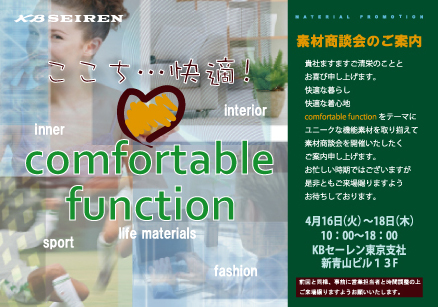 KB SEIREN
ここち…快適！
interior
inner
comfortable
function
life materials
sport
fashion
MATERIAL PROMOTION
素材商談会のご案内
貴社ますますご清栄のことと
お喜び申し上げます。
快適な暮らし
快適な着心地
comfortable function をテーマに
ユニークな機能素材を取り揃えて
素材商談会を開催いたしたく
ご案内申し上げます。
お忙しい時期ではございますが
是非ともご来場賜りますよう
お待ちしております。
4月16日(火)～18日(木)
10：00～18：00
KBセーレン東京支社
新青山ビル13F
前回と同様、事前に営業担当者と時間調整の上
ご来場賜りますようお願いいたします。